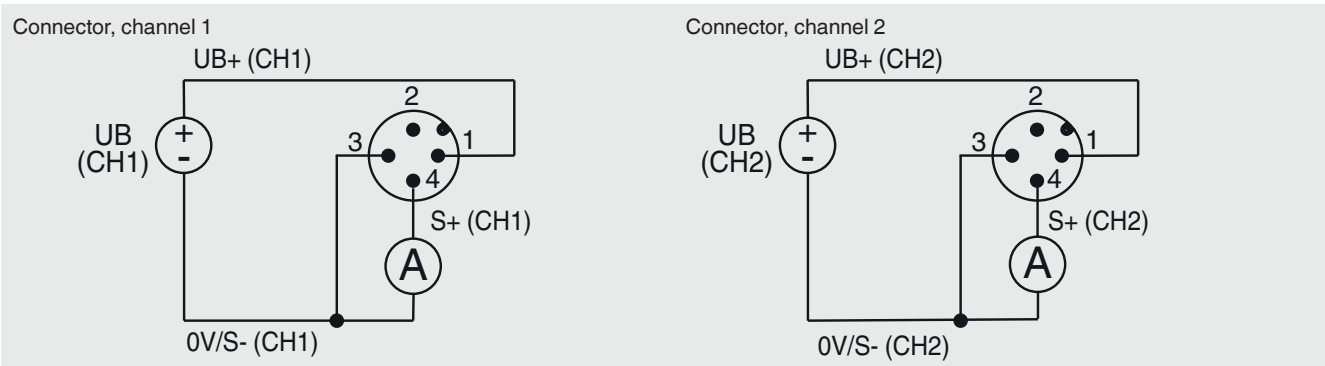 Connector, channel 1
UB+ (CH1)
2
UB
(CH1)
+
-
3
1
4
S+ (CH1)
A
0V/S- (CH1)
Connector, channel 2
UB+ (CH2)
2
UB
(CH2)
+
-
3
1
4
S+ (CH2)
A
0V/S- (CH2)